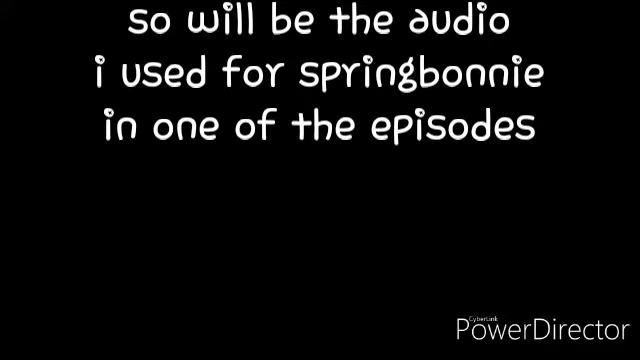 so will be the audio
i used for springbonnie
in one of the episodes
CyberLink
PowerDirector